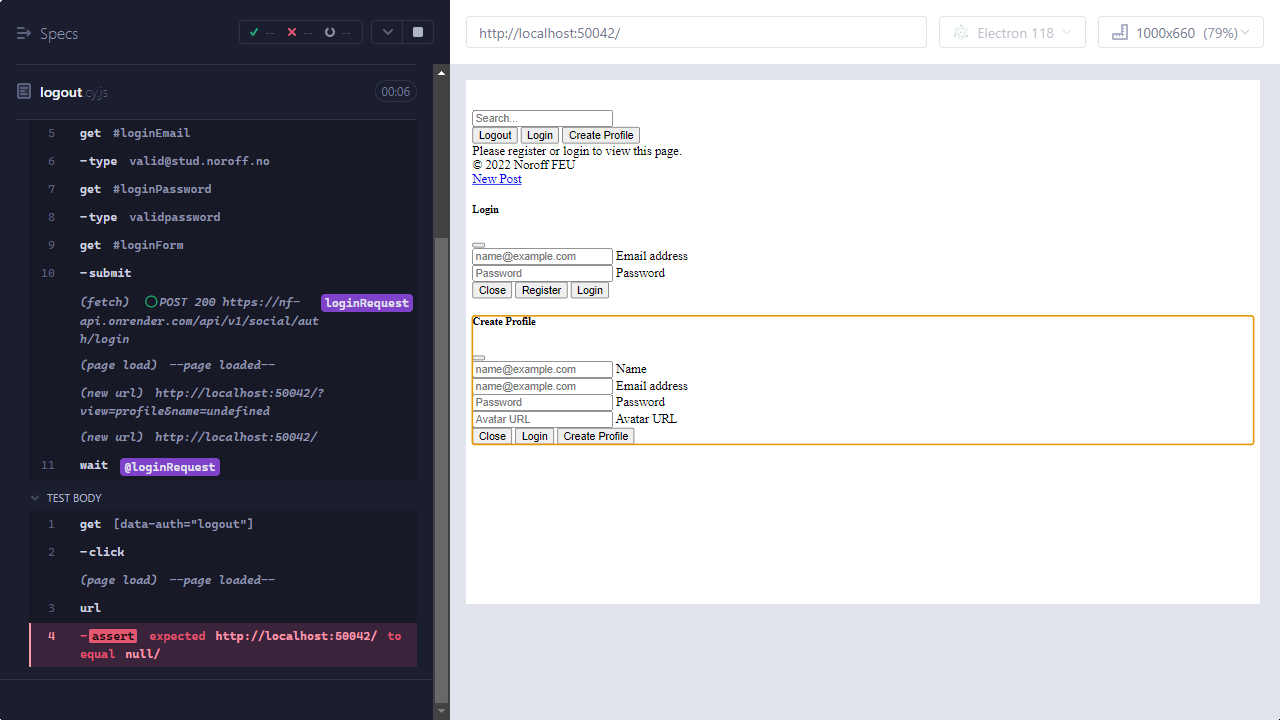 Specs
--
--
--
http://localhost:50042/
Electron 118
1000x660 (79%)
logout.cy.js
00:06
5 get #loginEmail
6 -type valid@stud.noroff.no
7 get #loginPassword
8 -type validpassword
9 get #loginForm
10 -submit
(fetch) POST 200 https://nf- loginRequest
api.onrender.com/api/v1/social/aut
h/login
(page load) --page loaded--
(new url) http://localhost:50042/?
view=profile&name=undefined
(new url) http://localhost:50042/
11 wait @loginRequest
TEST BODY
1 get [data-auth="logout"]
2 -click
(page load) --page loaded--
3 url
4 -assert expected http://localhost:50042/ to
equal null/
Search...
Logout Login Create Profile
Please register or login to view this page.
© 2022 Noroff FEU
New Post
Login
name@example.com Email address
Password Password
Close Register Login
Create Profile
name@example.com Name
name@example.com Email address
Password Password
Avatar URL Avatar URL
Close Login Create Profile